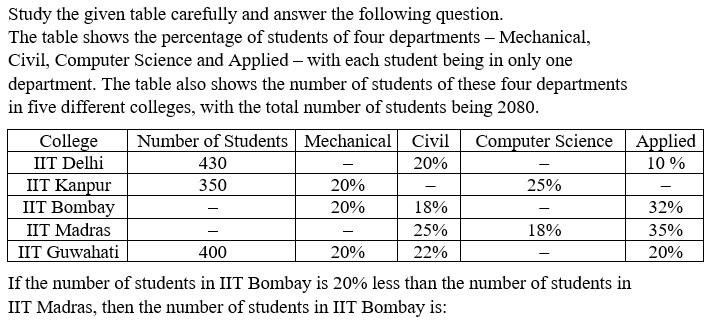 Study the given table carefully and answer the following question.
The table shows the percentage of students of four departments – Mechanical,
Civil, Computer Science and Applied – with each student being in only one
department. The table also shows the number of students of these four departments
in five different colleges, with the total number of students being 2080.
College Number of Students Mechanical Civil Computer Science Applied
IIT Delhi 430 – 20% – 10 %
IIT Kanpur 350 20% – 25% –
IIT Bombay – 20% 18% – 32%
IIT Madras – – 25% 18% 35%
IIT Guwahati 400 20% 22% – 20%
If the number of students in IIT Bombay is 20% less than the number of students in
IIT Madras, then the number of students in IIT Bombay is: